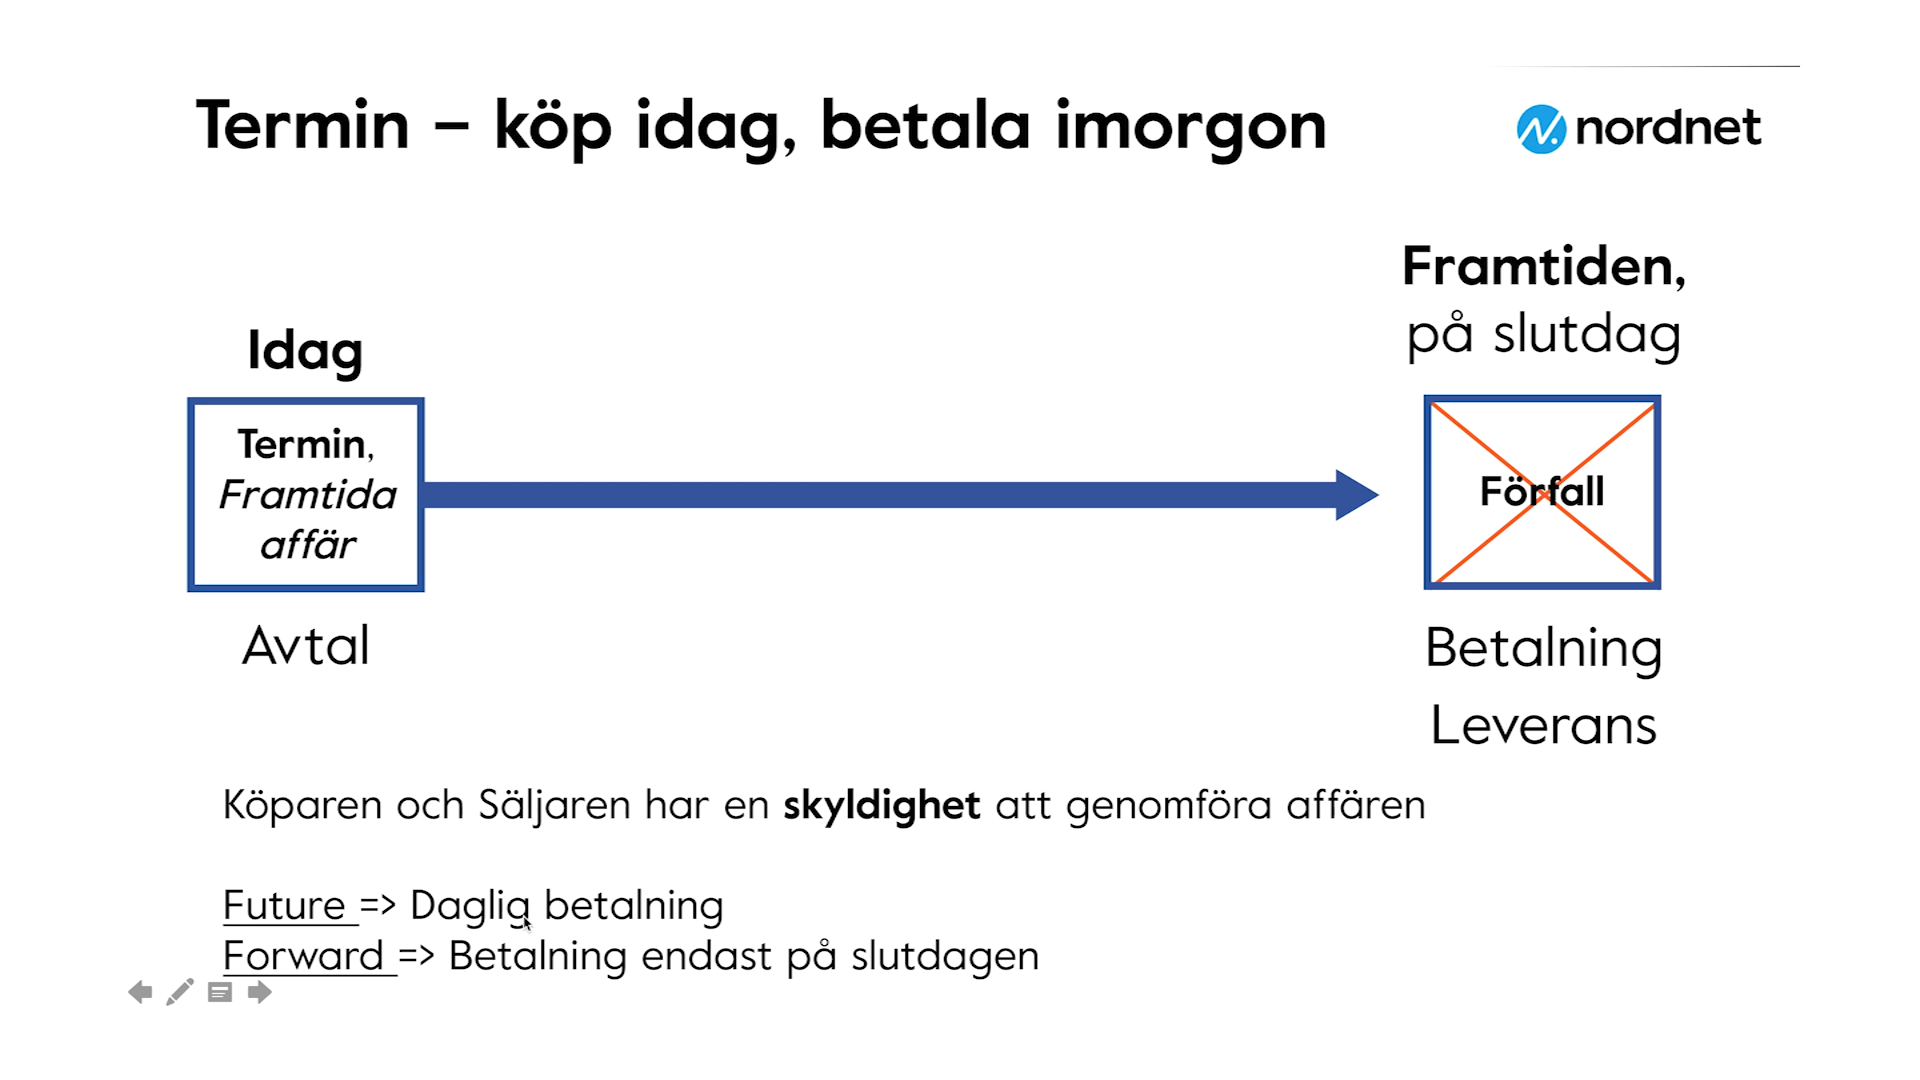 Termin – köp idag, betala imorgon
nordnet
Idag
Termin,
Framtida
affär
Avtal
Framtiden,
på slutdag
Förfall
Betalning
Leverans
Köparen och Säljaren har en skyldighet att genomföra affären
Future => Daglig betalning
Forward => Betalning endast på slutdagen